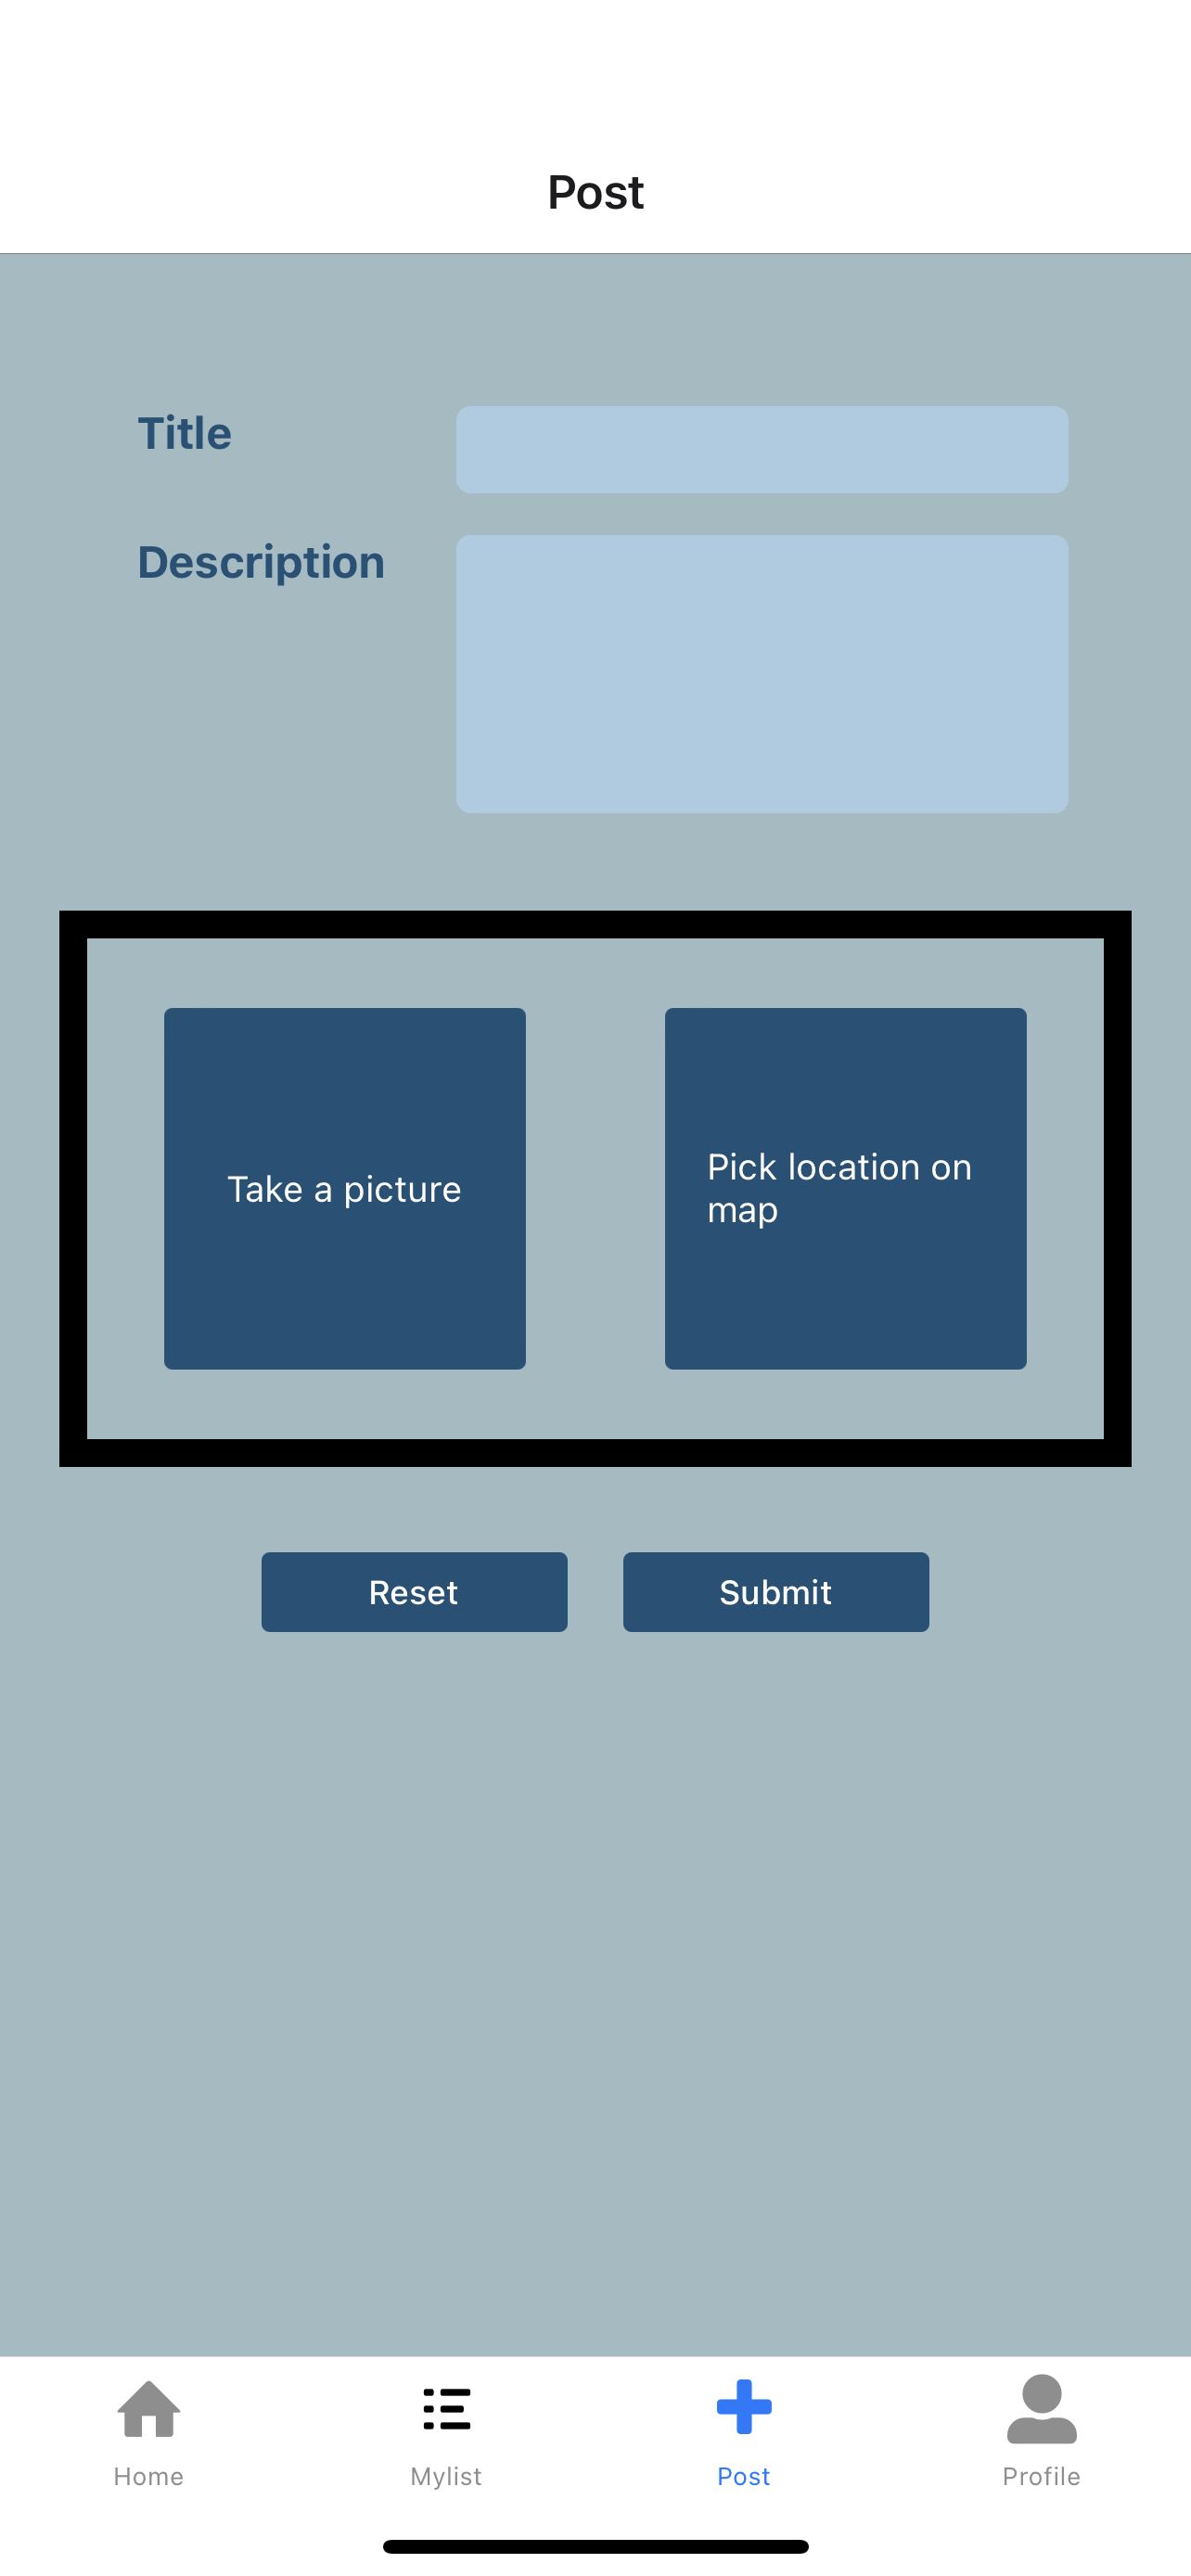 Post
Title
Description
Take a picture
Pick location on
map
Reset
Submit
Home
Mylist
Post
Profile